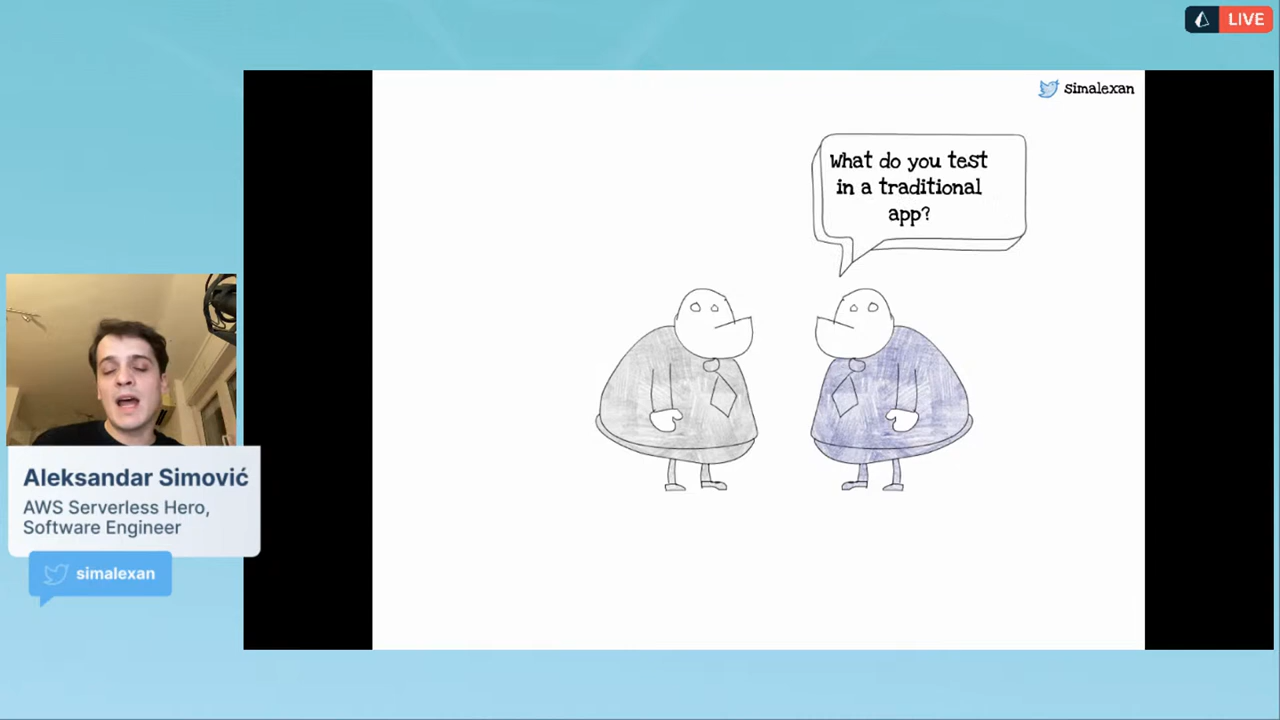 LIVE
simalexan
What do you test
in a traditional
app?
Aleksandar Simović
AWS Serverless Hero,
Software Engineer
simalexan